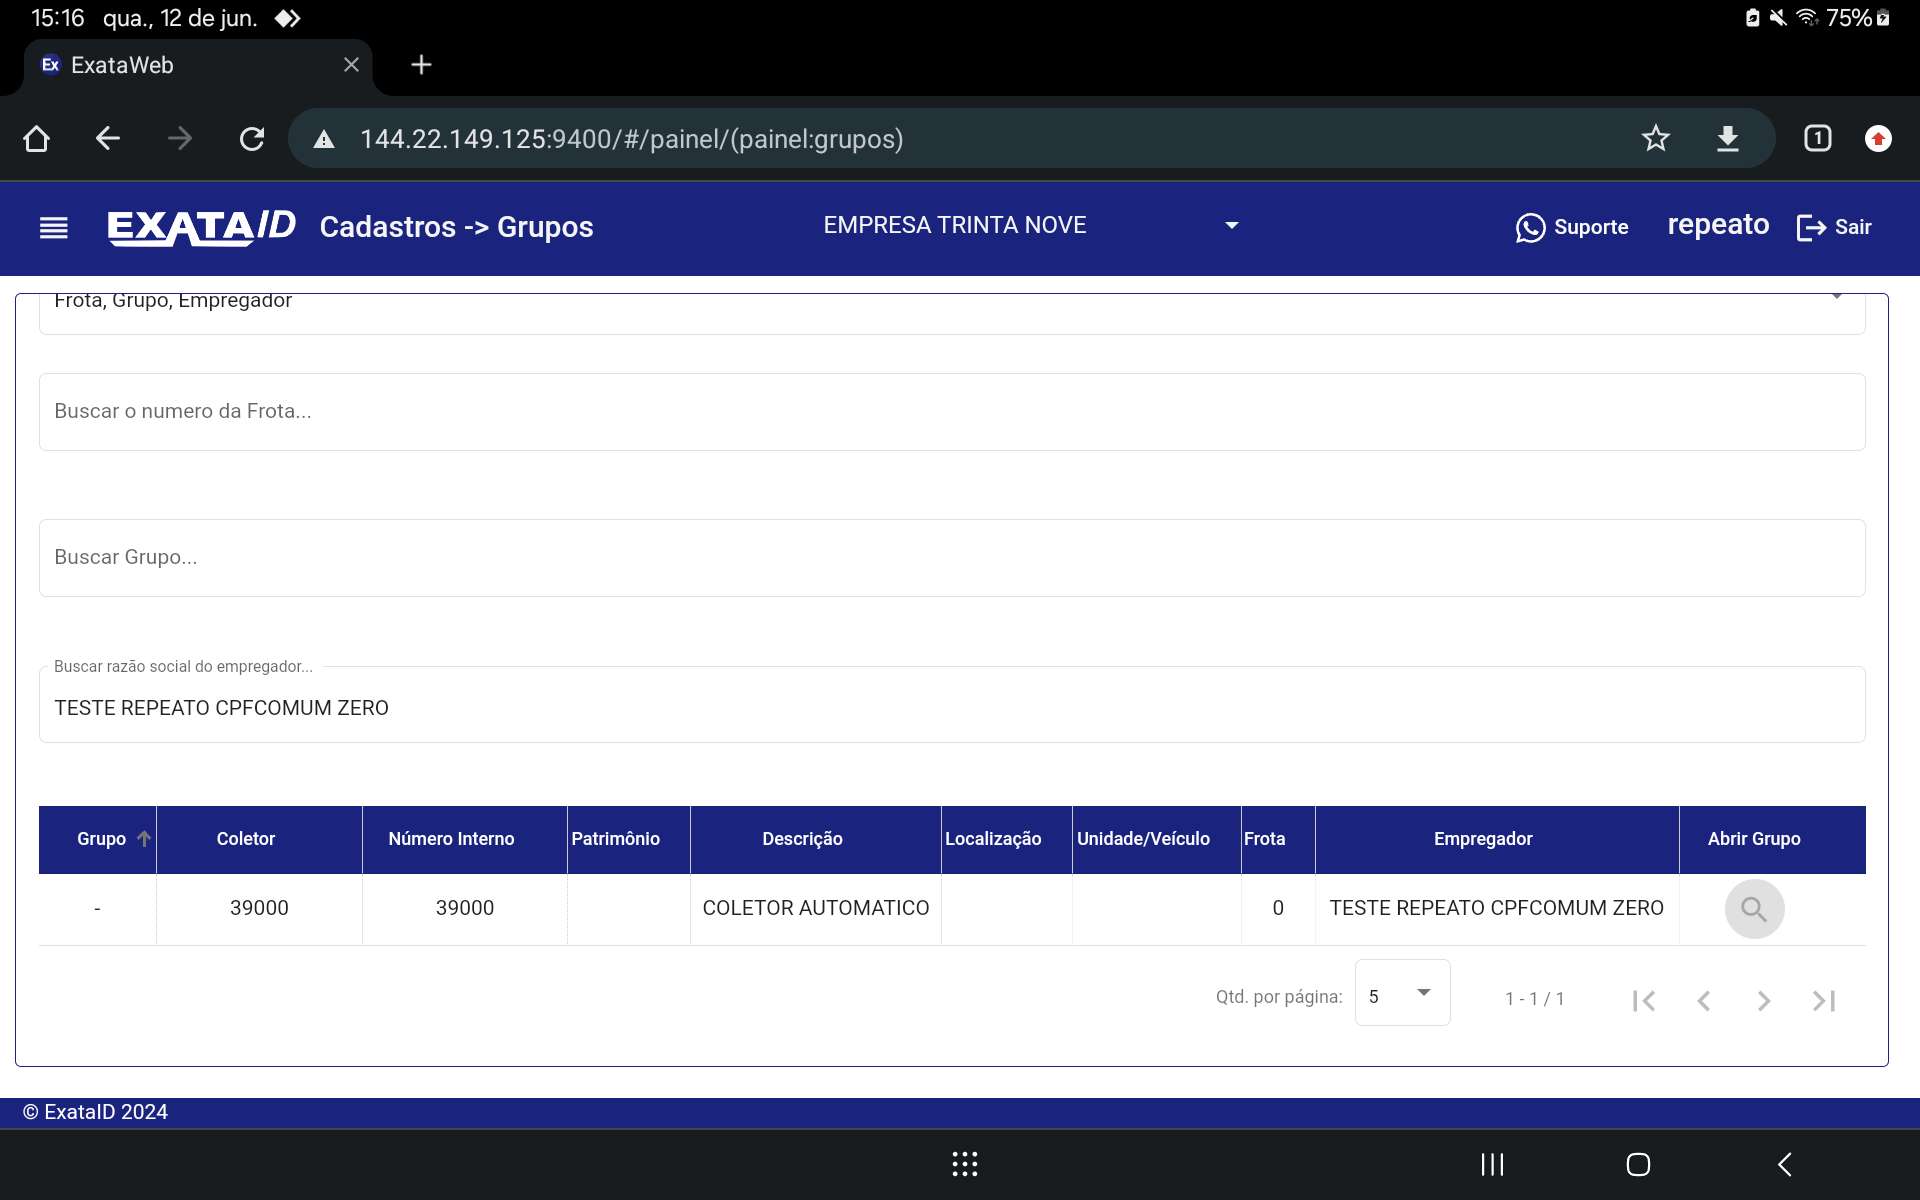 15:16 qua., 12 de jun. 75%
Ex ExataWeb
144.22.149.125:9400/#/painel/(painel:grupos) 1
EXATAID Cadastros -> Grupos EMPRESA TRINTA NOVE Suporte repeato Sair
Frota, Grupo, Empregador
Buscar o numero da Frota...
Buscar Grupo...
Buscar razão social do empregador...
TESTE REPEATO CPFCOMUM ZERO
Grupo Coletor Número Interno Patrimônio Descrição Localização Unidade/Veículo Frota Empregador Abrir Grupo
- 39000 39000 COLETOR AUTOMATICO 0 TESTE REPEATO CPFCOMUM ZERO
Qtd. por página: 5 1 - 1 / 1
© ExataID 2024